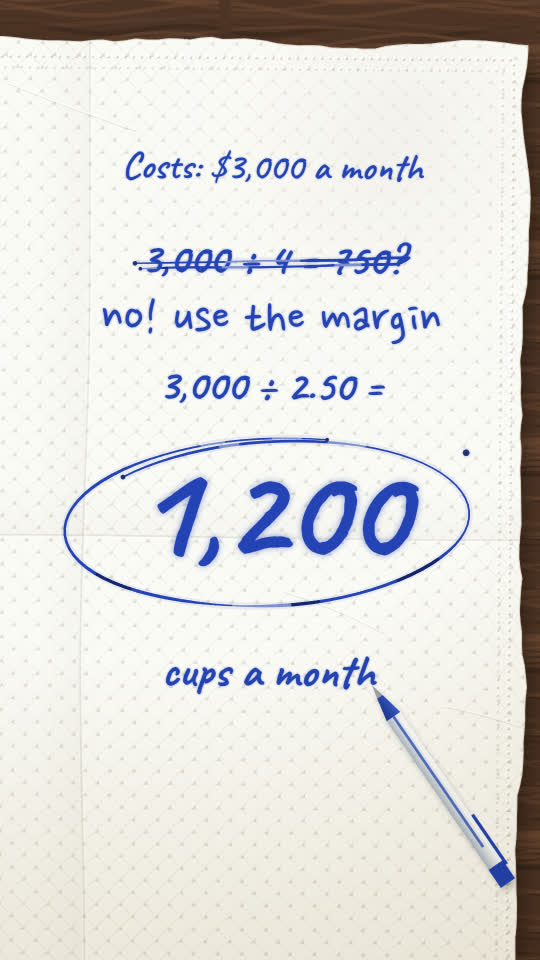 Costs: $3,000 a month
3,000 ÷ 4 = 750?
no! use the margin
3,000 ÷ 2.50 =
1,200
cups a month